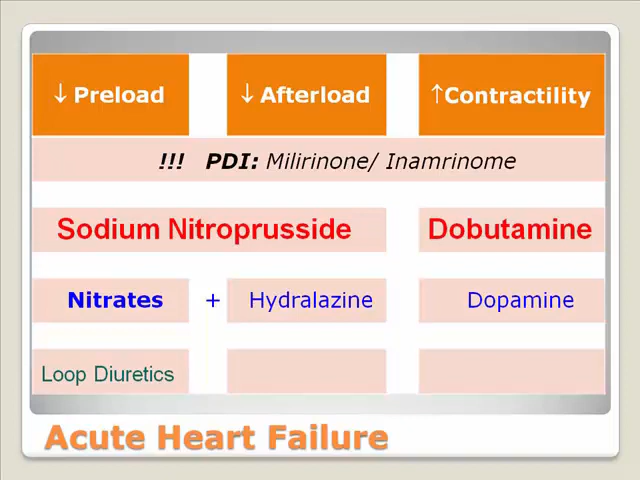 ↓ Preload
↓ Afterload
↑Contractility
!!! PDI: Milirinone/ Inamrinome
Sodium Nitroprusside
Dobutamine
Nitrates + Hydralazine
Dopamine
Loop Diuretics
Acute Heart Failure